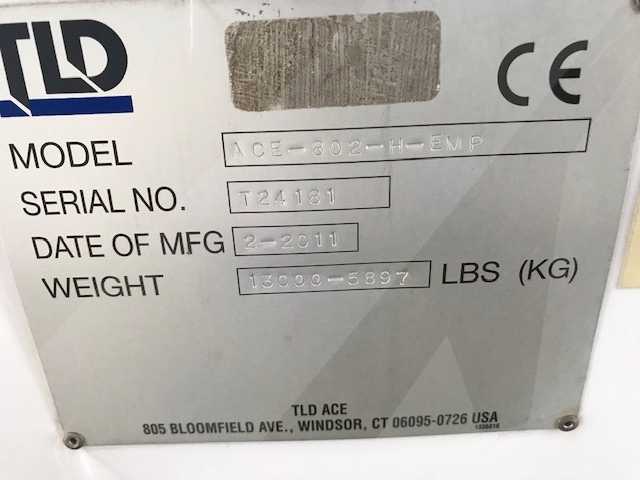 TLD
CE
MODEL ACE-802-H-EMP
SERIAL NO. T24181
DATE OF MFG 2-2011
WEIGHT 13000-5897 LBS (KG)
TLD ACE
805 BLOOMFIELD AVE., WINDSOR, CT 06095-0726 USA